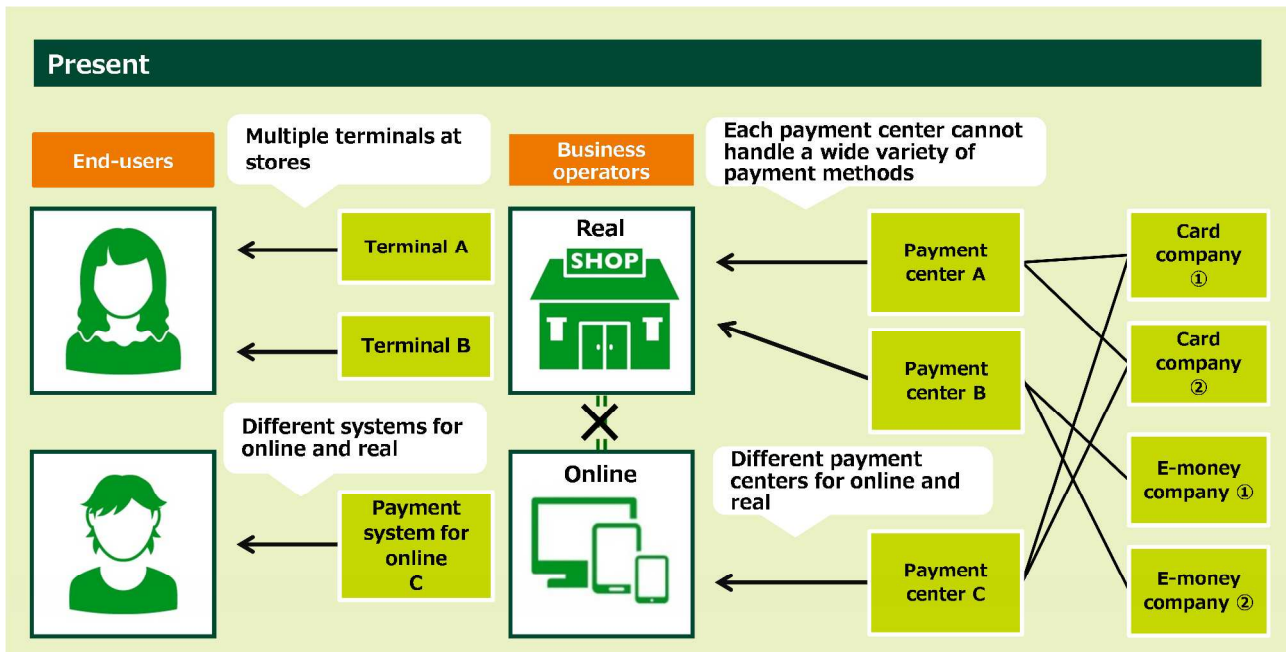 Present
End-users
Multiple terminals at
stores
Business
operators
Each payment center cannot
handle a wide variety of
payment methods
Terminal A
Terminal B
Real
SHOP
Payment
center A
Payment
center B
Card
company
①
Card
company
②
Different systems for
online and real
Payment
system for
online
C
Online
Different payment
centers for online and
real
Payment
center C
E-money
company ①
E-money
company ②